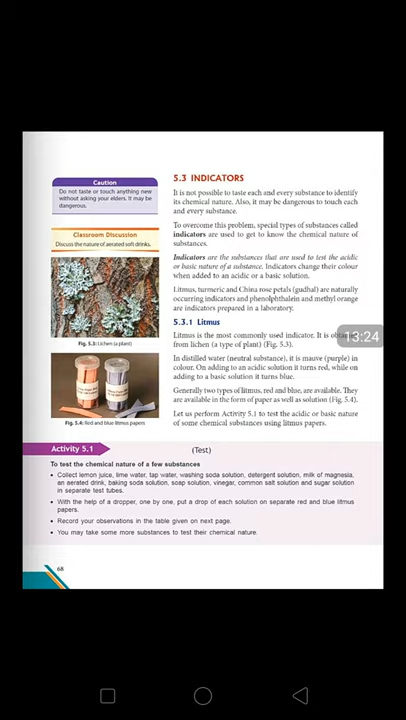 Caution
Do not taste or touch anything new
without asking your elders. It may be
dangerous.
Classroom Discussion
Discuss the nature of aerated soft drinks.
Fig. 5.3: Lichen (a plant)
Fig. 5.4: Red and blue litmus papers
5.3 INDICATORS
It is not possible to taste each and every substance to identify
its chemical nature. Also, it may be dangerous to touch each
and every substance.
To overcome this problem, special types of substances called
indicators are used to get to know the chemical nature of
substances.
Indicators are the substances that are used to test the acidic
or basic nature of a substance. Indicators change their colour
when added to an acidic or a basic solution.
Litmus, turmeric and China rose petals (gudhal) are naturally
occurring indicators and phenolphthalein and methyl orange
are indicators prepared in a laboratory.
5.3.1 Litmus
Litmus is the most commonly used indicator. It is
13:24
from lichen (a type of plant) (Fig. 5.3).
In distilled water (neutral substance), it is mauve (purple) in
colour. On adding to an acidic solution it turns red, while on
adding to a basic solution it turns blue.
Generally two types of litmus, red and blue, are available. They
are available in the form of paper as well as solution (Fig. 5.4).
Let us perform Activity 5.1 to test the acidic or basic nature
of some chemical substances using litmus papers.
Activity 5.1
(Test)
To test the chemical nature of a few substances
• Collect lemon juice, lime water, tap water, washing soda solution, detergent solution, milk of magnesia,
an aerated drink, baking soda solution, soap solution, vinegar, common salt solution and sugar solution
in separate test tubes.
• With the help of a dropper, one by one, put a drop of each solution on separate red and blue litmus
papers.
• Record your observations in the table given on next page.
• You may take some more substances to test their chemical nature.
68